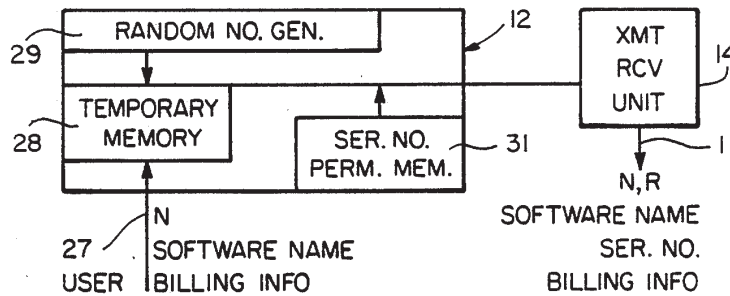 RANDOM NO. GEN.
29
12
XMT
RCV
UNIT
14
TEMPORARY
MEMORY
28
SER. NO.
PERM. MEM.
31
1
N
27 SOFTWARE NAME
USER BILLING INFO
N,R
SOFTWARE NAME
SER. NO.
BILLING INFO